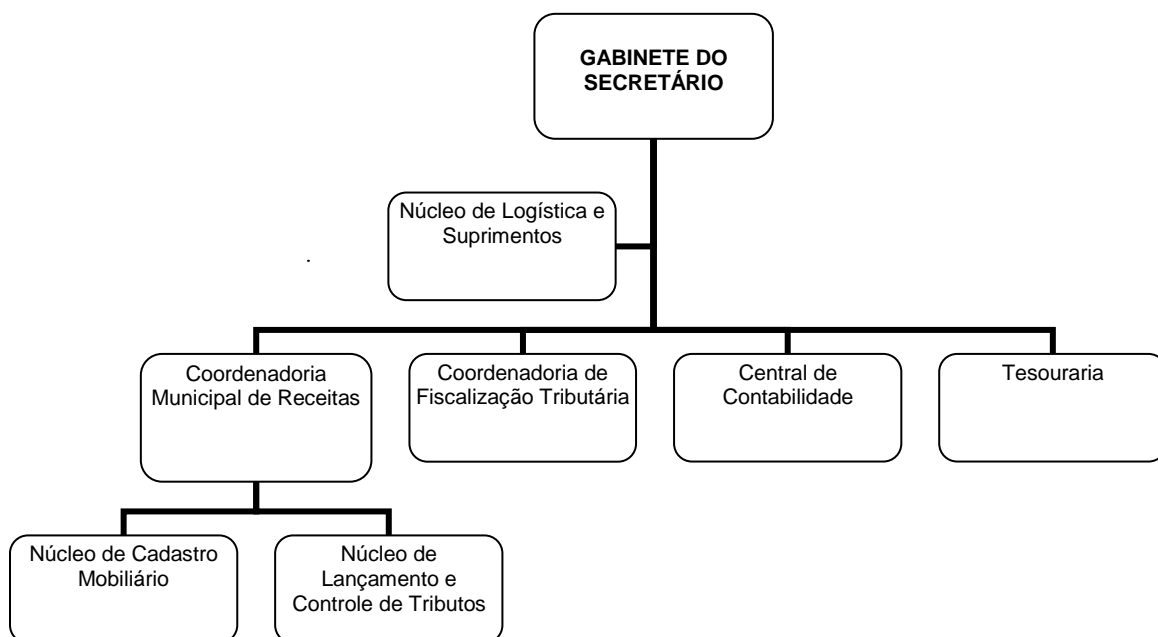 GABINETE DO
SECRETÁRIO
Núcleo de Logística e
Suprimentos
.
Coordenadoria
Municipal de Receitas
Coordenadoria de
Fiscalização Tributária
Central de
Contabilidade
Tesouraria
Núcleo de Cadastro
Mobiliário
Núcleo de
Lançamento e
Controle de Tributos